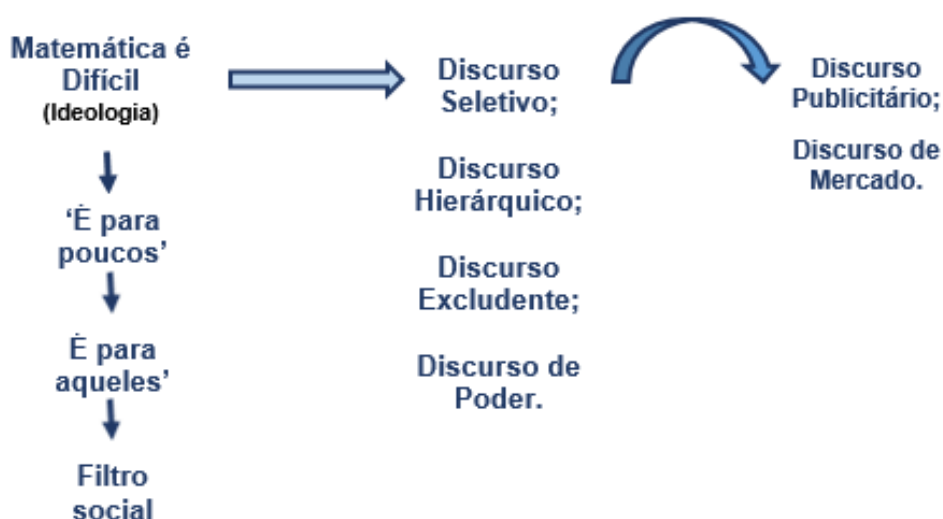 Matemática é
Difícil
(Ideologia)
‘É para
poucos’
É para
aqueles’
Filtro
social
Discurso
Seletivo;
Discurso
Hierárquico;
Discurso
Excludente;
Discurso de
Poder.
Discurso
Publicitário;
Discurso de
Mercado.